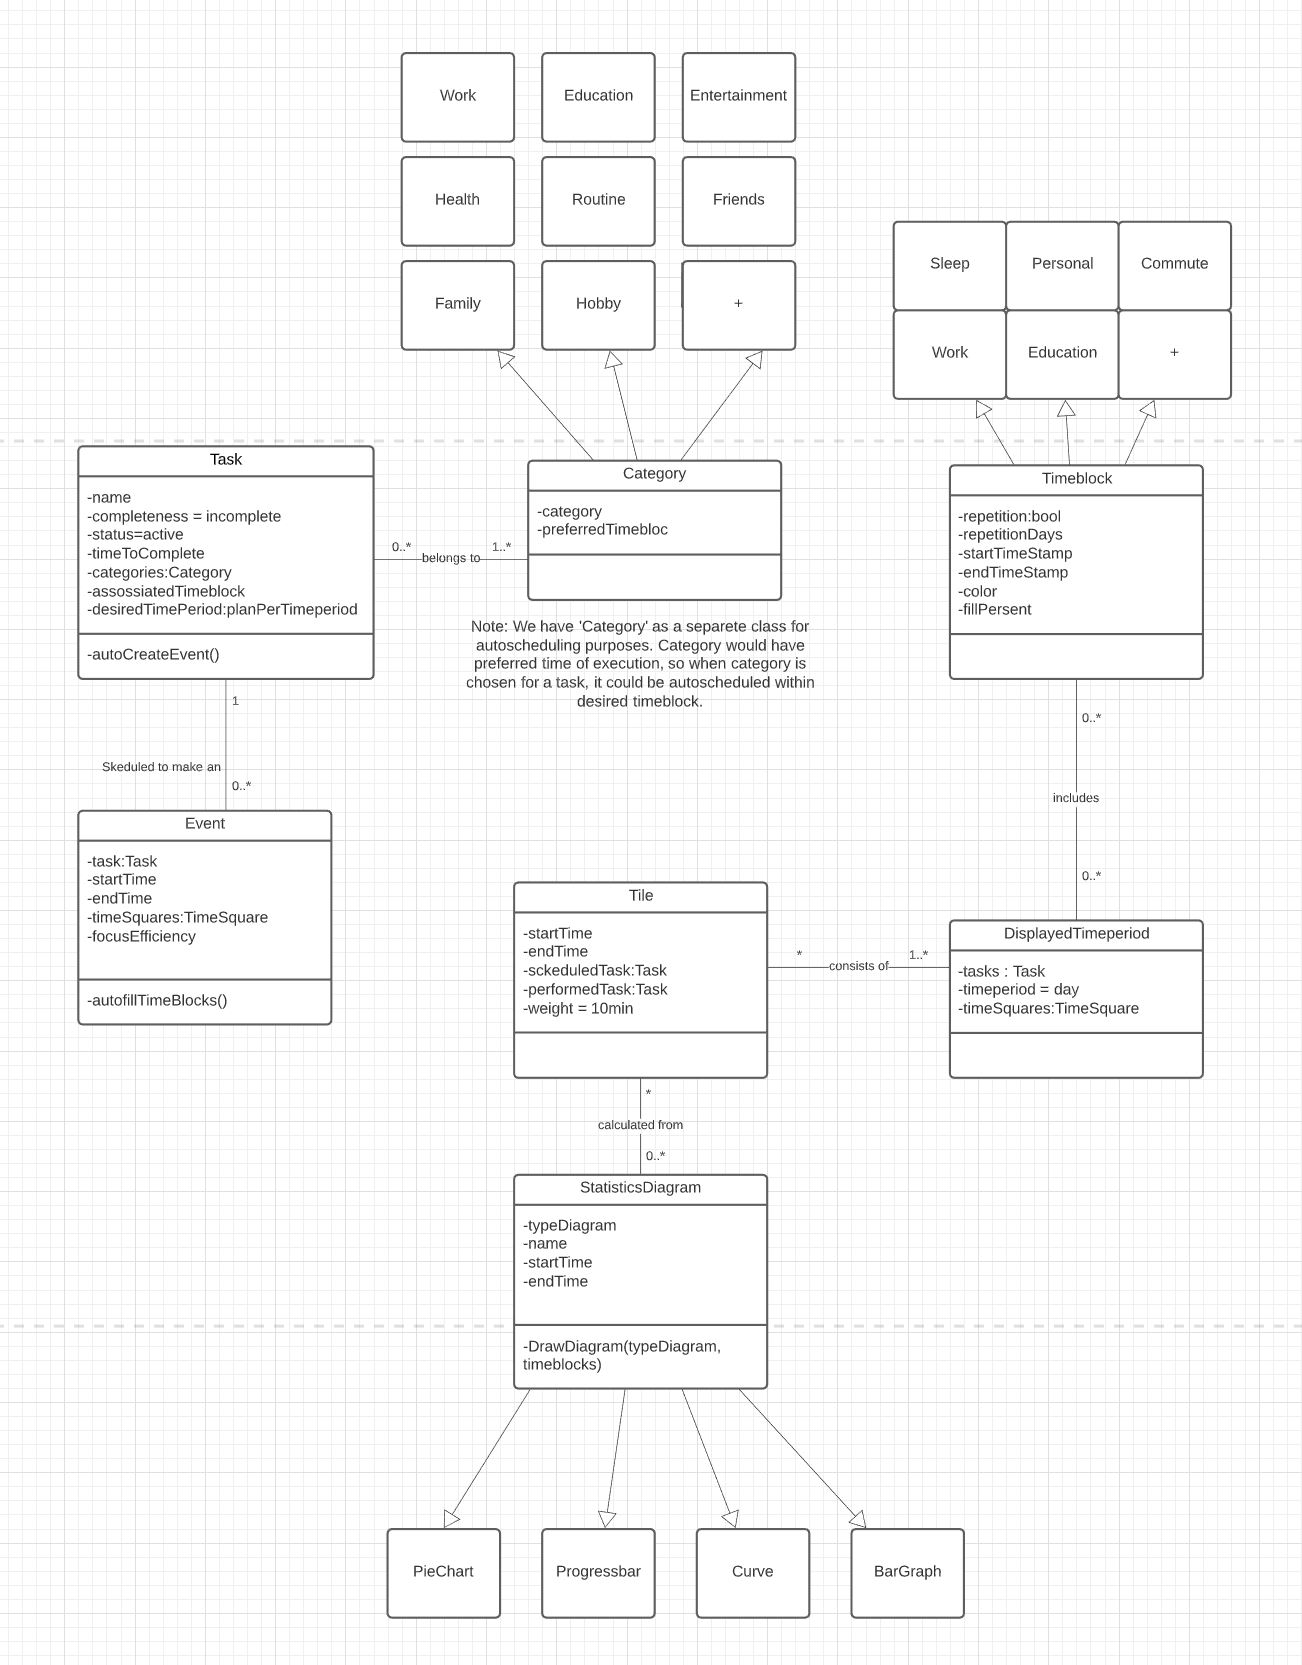 Work
Education
Entertainment
Health
Routine
Friends
Family
Hobby
+
Sleep
Personal
Commute
Work
Education
+
Task
-name
-completeness = incomplete
-status=active
-timeToComplete
-categories:Category
-assossiatedTimeblock
-desiredTimePeriod:planPerTimeperiod
-autoCreateEvent()
0..*
belongs to
1..*
Category
-category
-preferredTimebloc
Note: We have 'Category' as a separete class for
autoscheduling purposes. Category would have
preferred time of execution, so when category is
chosen for a task, it could be autoscheduled within
desired timeblock.
Timeblock
-repetition:bool
-repetitionDays
-startTimeStamp
-endTimeStamp
-color
-fillPersent
1
Skeduled to make an
0..*
0..*
includes
0..*
Event
-task:Task
-startTime
-endTime
-timeSquares:TimeSquare
-focusEfficiency
-autofillTimeBlocks()
Tile
-startTime
-endTime
-sckeduledTask:Task
-performedTask:Task
-weight = 10min
*
consists of
1..*
DisplayedTimeperiod
-tasks : Task
-timeperiod = day
-timeSquares:TimeSquare
*
calculated from
0..*
StatisticsDiagram
-typeDiagram
-name
-startTime
-endTime
-DrawDiagram(typeDiagram,
timeblocks)
PieChart
Progressbar
Curve
BarGraph